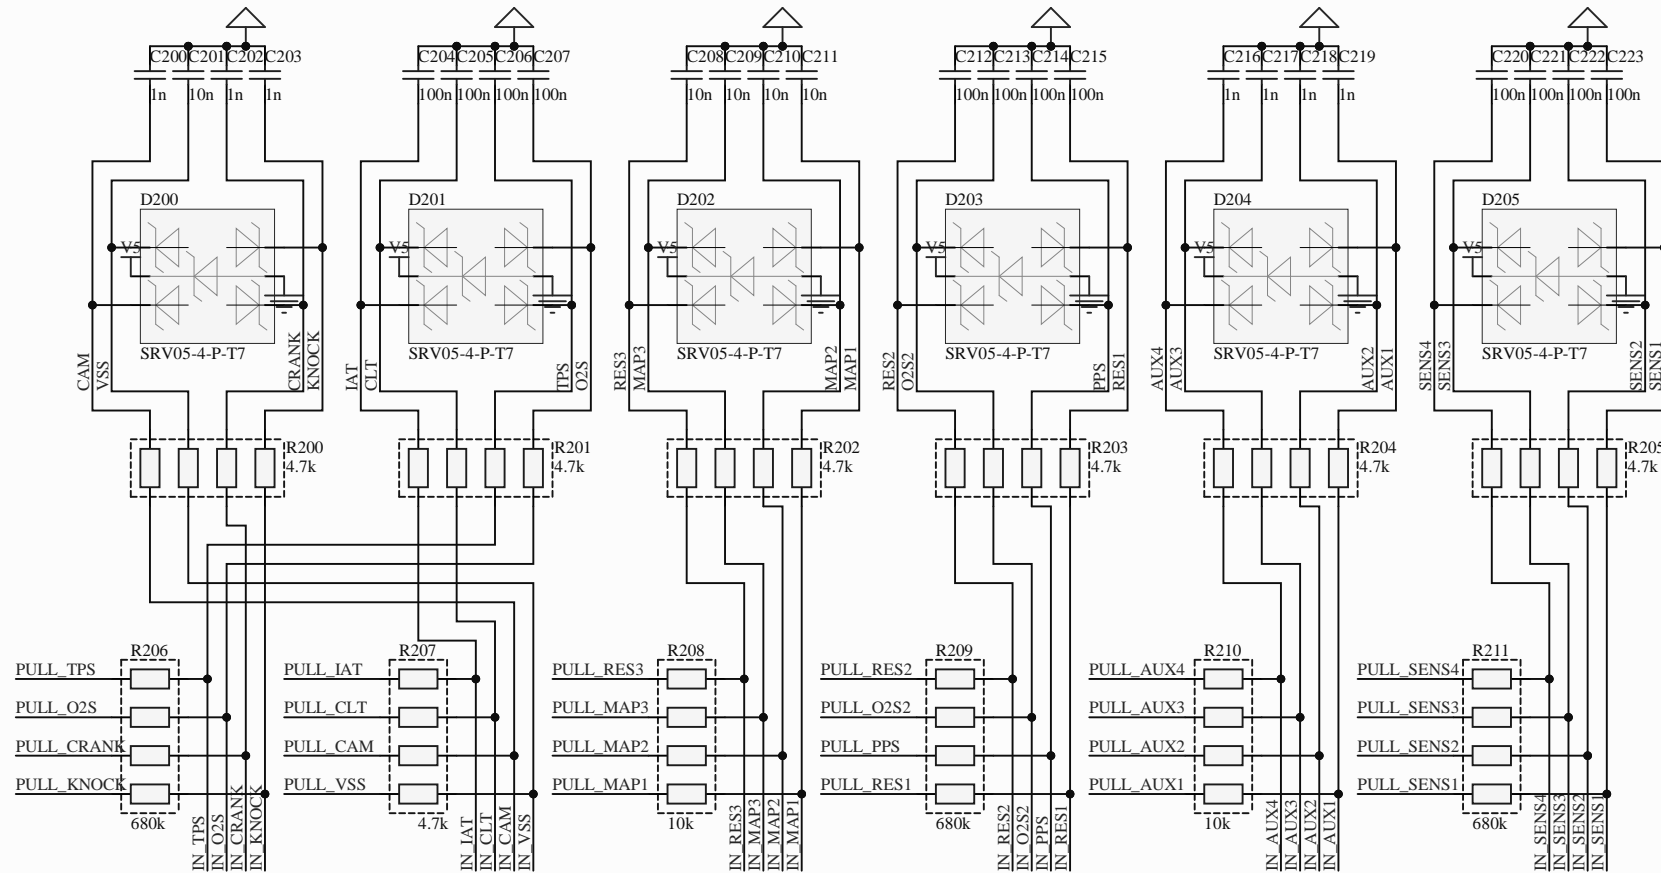 C200 C201 C202 C203 C204 C205 C206 C207 C208 C209 C210 C211 C212 C213 C214 C215 C216 C217 C218 C219 C220 C221 C222 C223
1n 10n 1n 1n 100n 100n 100n 100n 10n 10n 10n 10n 100n 100n 100n 100n 1n 1n 1n 1n 100n 100n 100n 100n
D200 D201 D202 D203 D204 D205
V5 V5 V5 V5 V5 V5
SRV05-4-P-T7 SRV05-4-P-T7 SRV05-4-P-T7 SRV05-4-P-T7 SRV05-4-P-T7 SRV05-4-P-T7
CAM VSS CRANK KNOCK IAT CLT TPS O2S RES3 MAP3 MAP2 MAP1 RES2 O2S2 PPS RES1 AUX4 AUX3 AUX2 AUX1 SENS4 SENS3 SENS2 SENS1
R200 R201 R202 R203 R204 R205
4.7k 4.7k 4.7k 4.7k 4.7k 4.7k
R206 R207 R208 R209 R210 R211
PULL_TPS PULL_IAT PULL_RES3 PULL_RES2 PULL_AUX4 PULL_SENS4
PULL_O2S PULL_CLT PULL_MAP3 PULL_O2S2 PULL_AUX3 PULL_SENS3
PULL_CRANK PULL_CAM PULL_MAP2 PULL_PPS PULL_AUX2 PULL_SENS2
PULL_KNOCK PULL_VSS PULL_MAP1 PULL_RES1 PULL_AUX1 PULL_SENS1
680k 4.7k 10k 680k 10k 680k
IN_TPS IN_O2S IN_CRANK IN_KNOCK IN_IAT IN_CLT IN_CAM IN_VSS IN_RES3 IN_MAP3 IN_MAP2 IN_MAP1 IN_RES2 IN_O2S2 IN_PPS IN_RES1 IN_AUX4 IN_AUX3 IN_AUX2 IN_AUX1 IN_SENS4 IN_SENS3 IN_SENS2 IN_SENS1